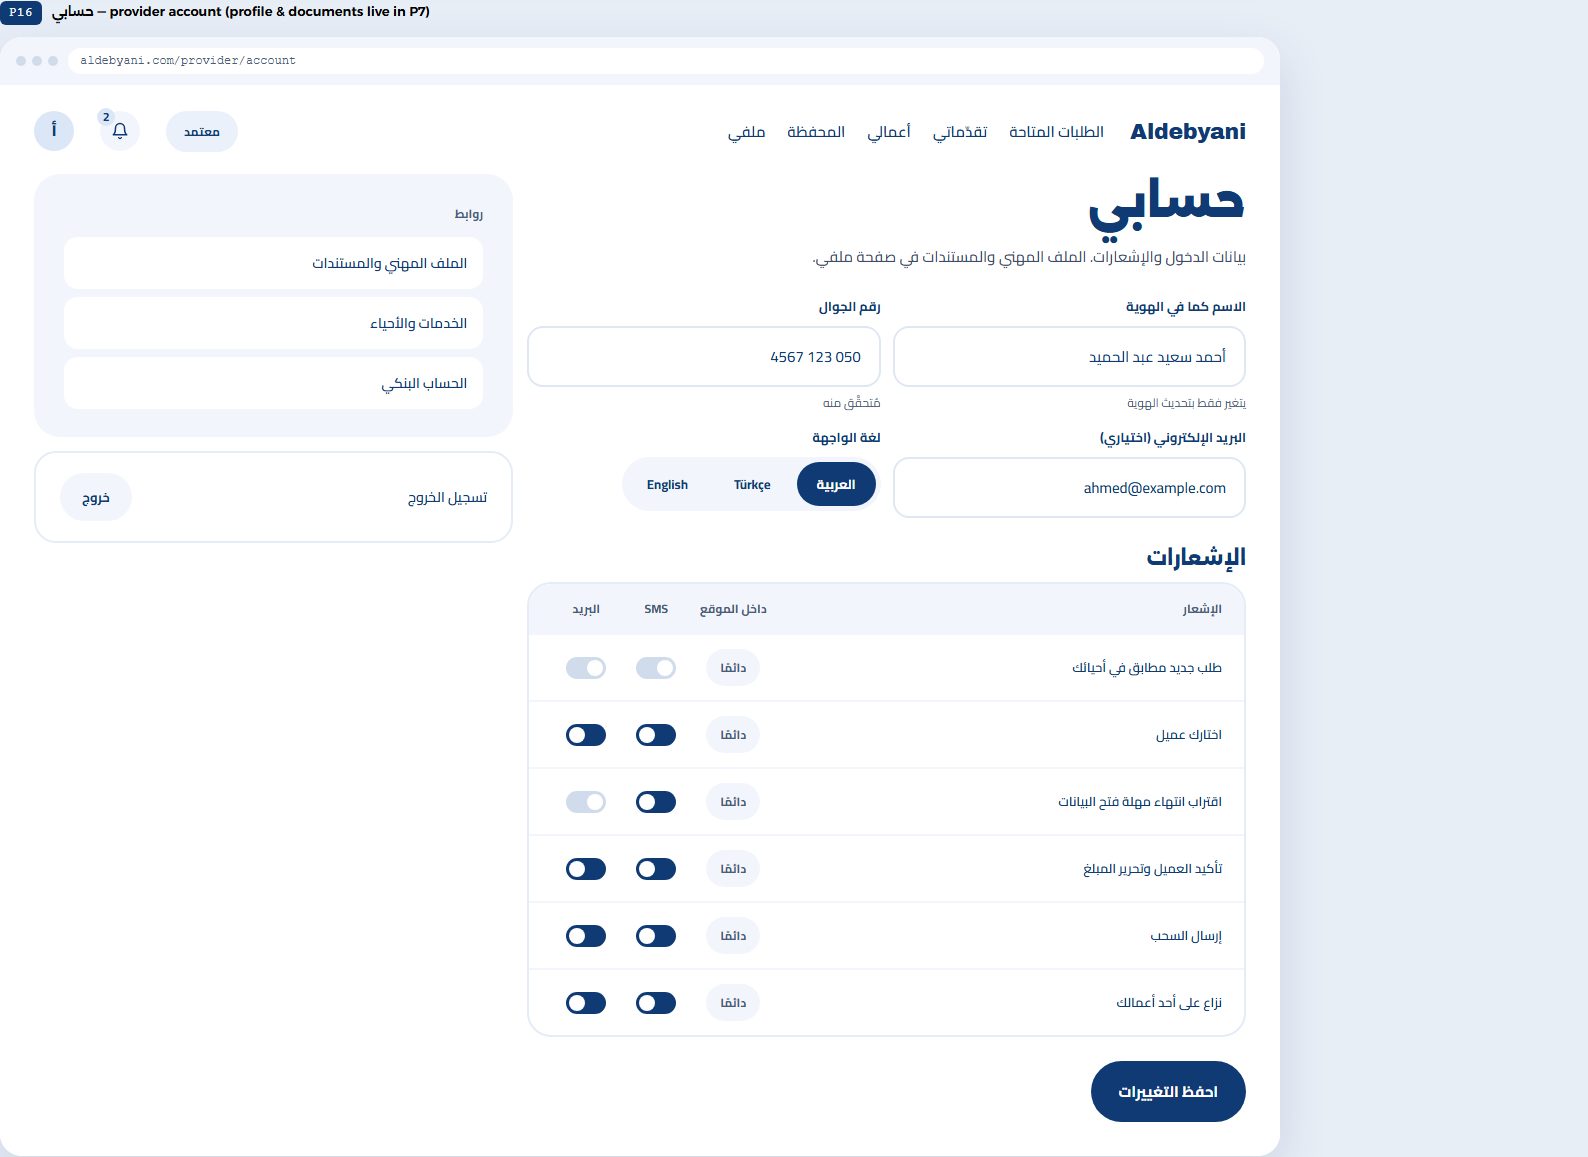 P16 حسابي — provider account (profile & documents live in P7)
aldebyani.com/provider/account
Aldebyani الطلبات المتاحة تقدّماتي أعمالي المحفظة ملفي معتمد 2 أ
حسابي
بيانات الدخول والإشعارات. الملف المهني والمستندات في صفحة ملفي.
الاسم كما في الهوية رقم الجوال
أحمد سعيد عبد الحميد 050 123 4567
يتغير فقط بتحديث الهوية مُتحقَّق منه
البريد الإلكتروني (اختياري) لغة الواجهة
ahmed@example.com العربية Türkçe English
الإشعارات
الإشعار داخل الموقع SMS البريد
طلب جديد مطابق في أحيائك دائمًا
اختارك عميل دائمًا
اقتراب انتهاء مهلة فتح البيانات دائمًا
تأكيد العميل وتحرير المبلغ دائمًا
إرسال السحب دائمًا
نزاع على أحد أعمالك دائمًا
احفظ التغييرات
روابط
الملف المهني والمستندات
الخدمات والأحياء
الحساب البنكي
تسجيل الخروج خروج